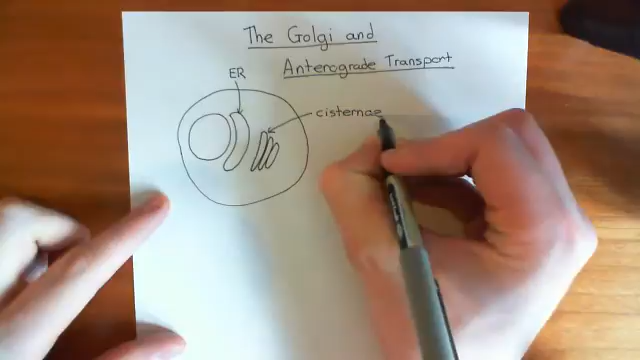 The Golgi and
Anterograde Transport
ER
cisternae